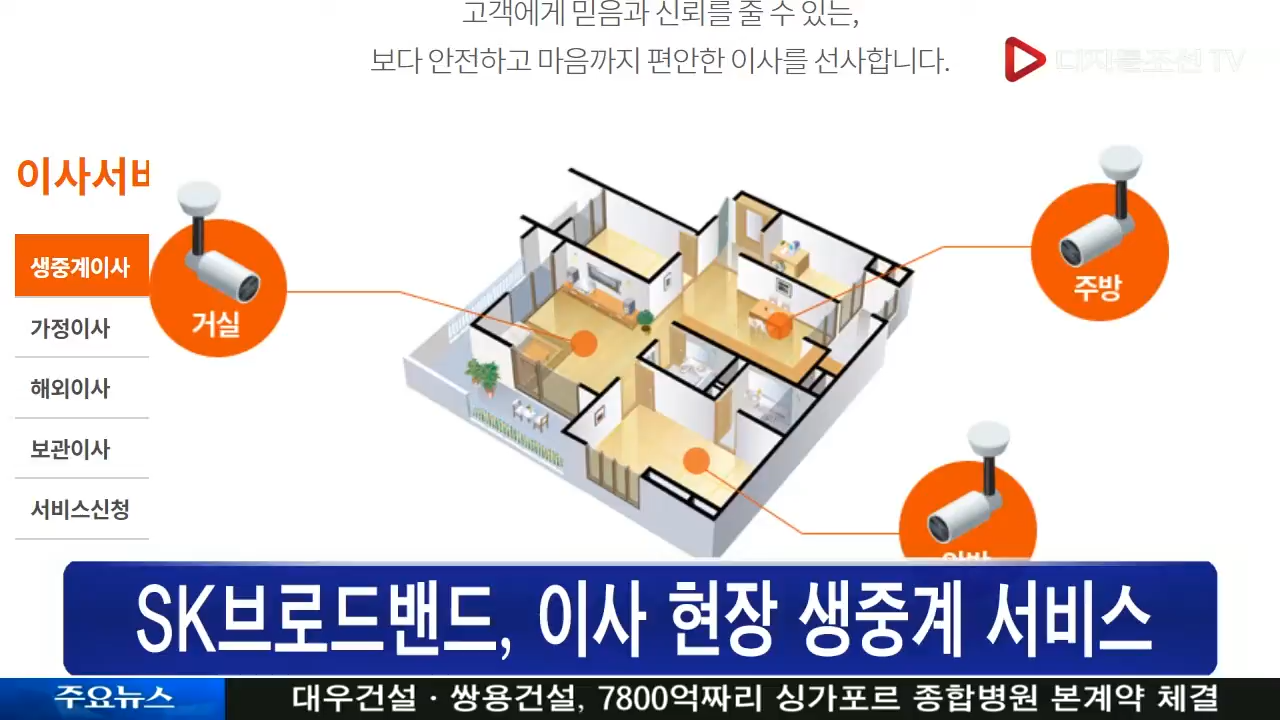 고객에게 믿음과 신뢰를 줄 수 있는,
보다 안전하고 마음까지 편안한 이사를 선사합니다.
디지틀조선 TV
이사서비
생중계이사
가정이사
해외이사
보관이사
서비스신청
거실
주방
안방
SK브로드밴드, 이사 현장 생중계 서비스
주요뉴스
대우건설 · 쌍용건설, 7800억짜리 싱가포르 종합병원 본계약 체결